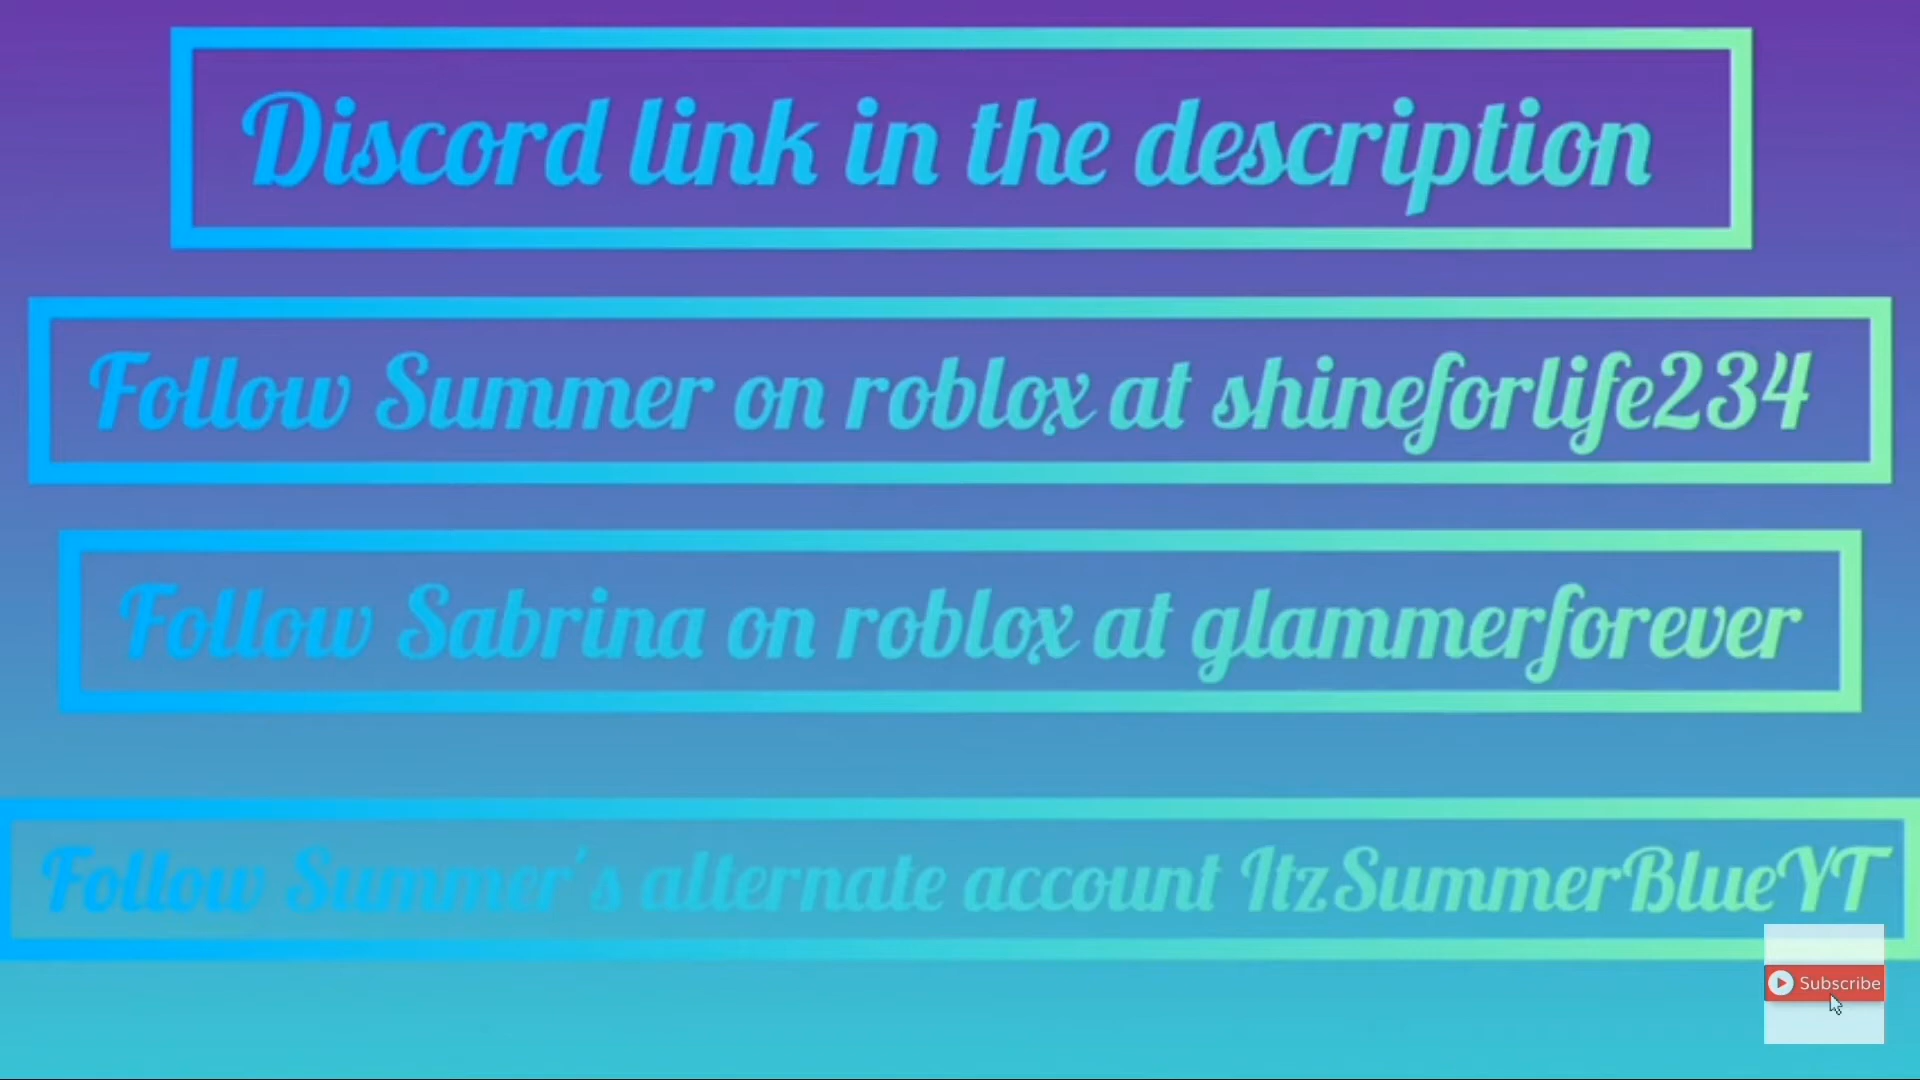 Discord link in the description
Follow Summer on roblox at shineforlife234
Follow Sabrina on roblox at glammerforever
Follow Summer's alternate account ItzSummerBlueYT
Subscribe